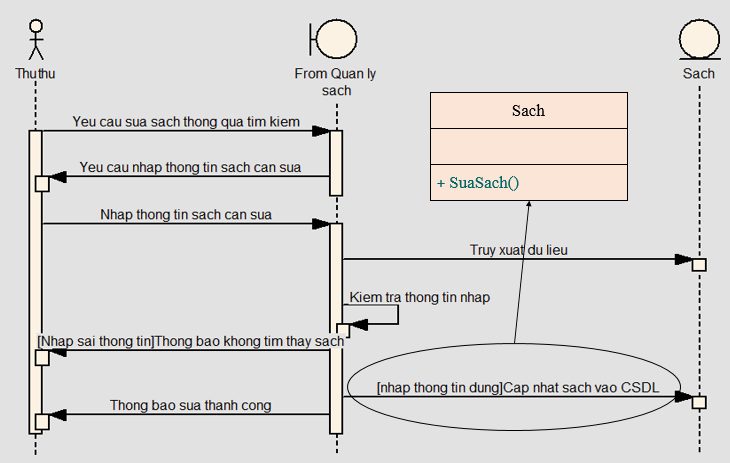 Thuthu
From Quan ly
sach
Sach
Yeu cau sua sach thong qua tim kiem
Sach
Yeu cau nhap thong tin sach can sua
+ SuaSach()
Nhap thong tin sach can sua
Truy xuat du lieu
Kiem tra thong tin nhap
[Nhap sai thong tin]Thong bao khong tim thay sach
[nhap thong tin dung]Cap nhat sach vao CSDL
Thong bao sua thanh cong